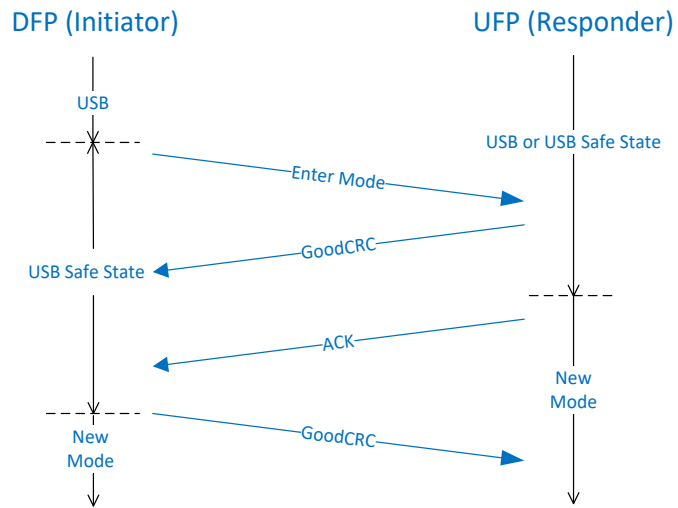 DFP (Initiator)
UFP (Responder)
USB
USB or USB Safe State
Enter Mode
GoodCRC
USB Safe State
ACK
New
Mode
GoodCRC
New
Mode